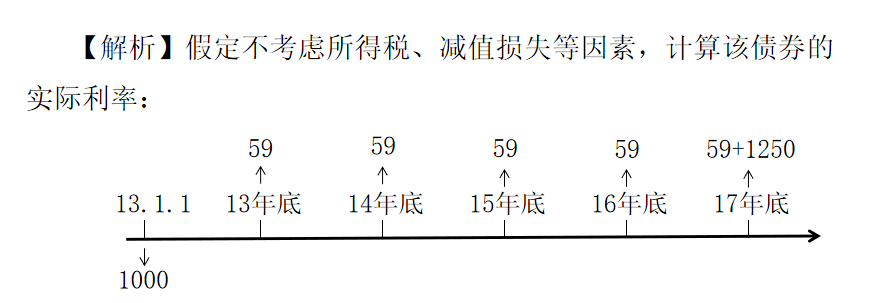 【解析】假定不考虑所得税、减值损失等因素，计算该债券的
实际利率：
59 59 59 59 59+1250
13.1.1 13年底 14年底 15年底 16年底 17年底
1000